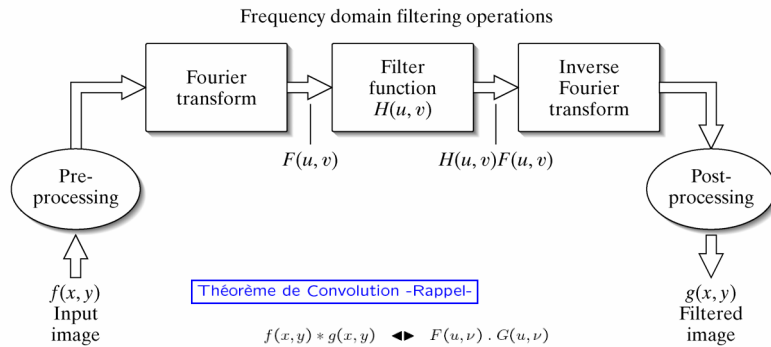 Frequency domain filtering operations
Fourier
transform
Filter
function
H(u, v)
Inverse
Fourier
transform
F(u, v)
H(u, v)F(u, v)
Pre-
processing
Post-
processing
f(x, y)
Input
image
g(x, y)
Filtered
image
Théorème de Convolution -Rappel-
f(x, y) * g(x, y) ◄► F(u, ν) . G(u, ν)